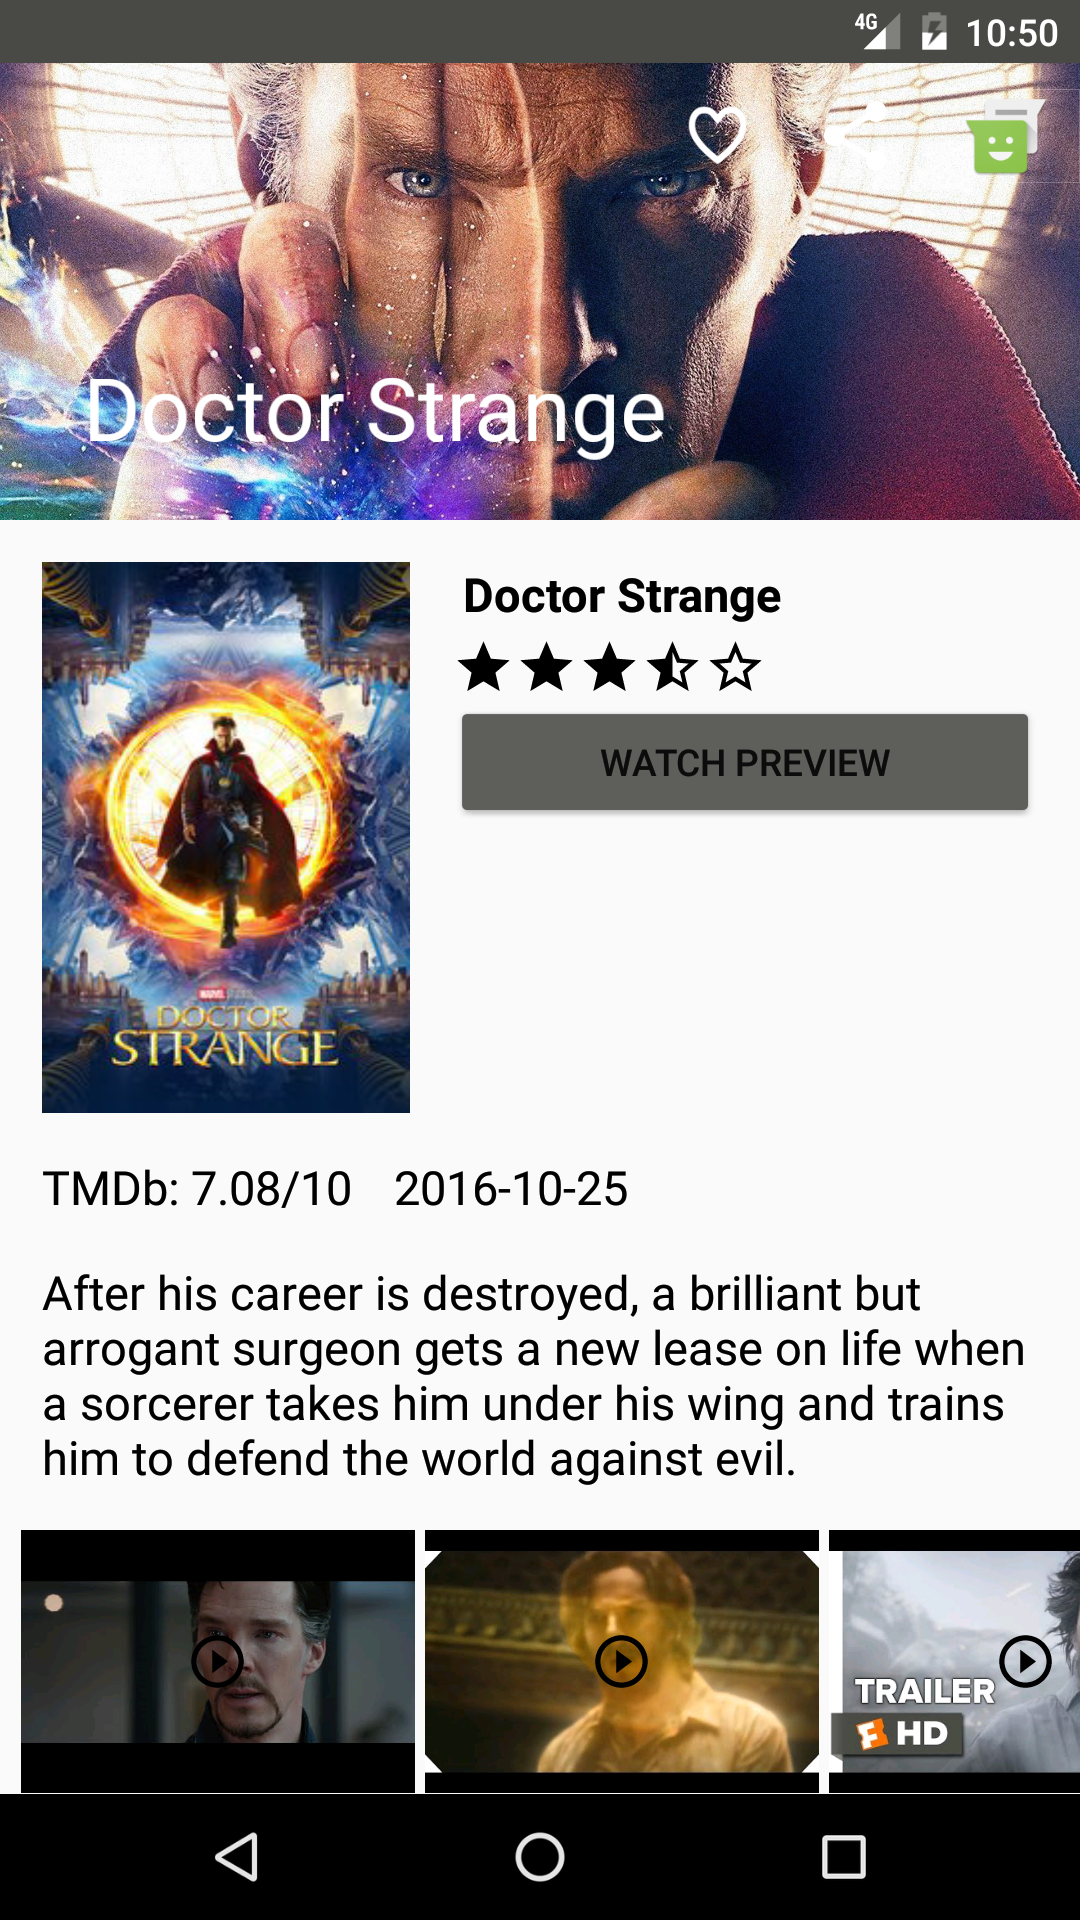 4G 10:50
Doctor Strange
Doctor Strange
WATCH PREVIEW
MARVEL
DOCTOR
STRANGE
TMDb: 7.08/10 2016-10-25
After his career is destroyed, a brilliant but
arrogant surgeon gets a new lease on life when
a sorcerer takes him under his wing and trains
him to defend the world against evil.
TRAILER
F HD